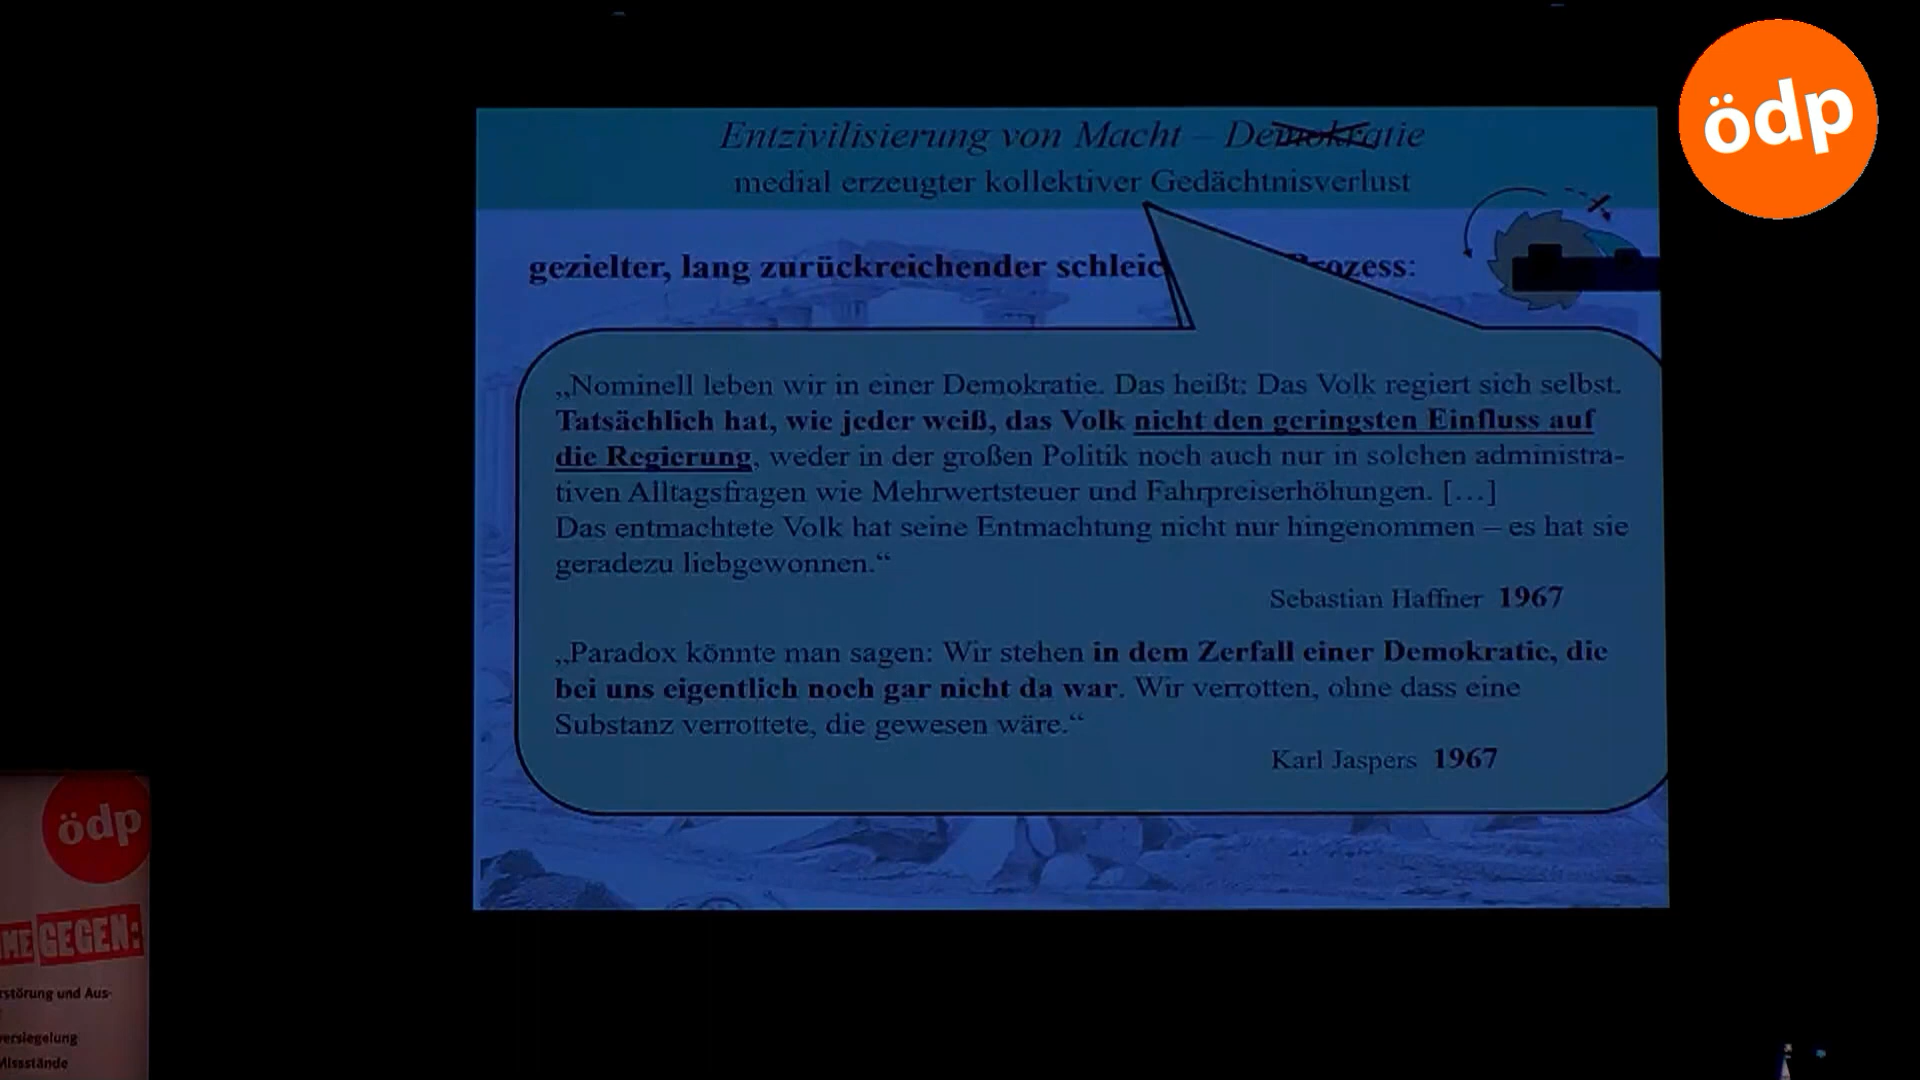 ödp
Entzivilisierung von Macht – Demokratie
medial erzeugter kollektiver Gedächtnisverlust
gezielter, lang zurückreichender schleic rozess:
„Nominell leben wir in einer Demokratie. Das heißt: Das Volk regiert sich selbst.
Tatsächlich hat, wie jeder weiß, das Volk nicht den geringsten Einfluss auf
die Regierung, weder in der großen Politik noch auch nur in solchen administra-
tiven Alltagsfragen wie Mehrwertsteuer und Fahrpreiserhöhungen. […]
Das entmachtete Volk hat seine Entmachtung nicht nur hingenommen – es hat sie
geradezu liebgewonnen.“
Sebastian Haffner 1967
„Paradox könnte man sagen: Wir stehen in dem Zerfall einer Demokratie, die
bei uns eigentlich noch gar nicht da war. Wir verrotten, ohne dass eine
Substanz verrottete, die gewesen wäre.“
Karl Jaspers 1967
ödp
ME GEGEN:
rstörung und Aus-
versiegelung
Missstände